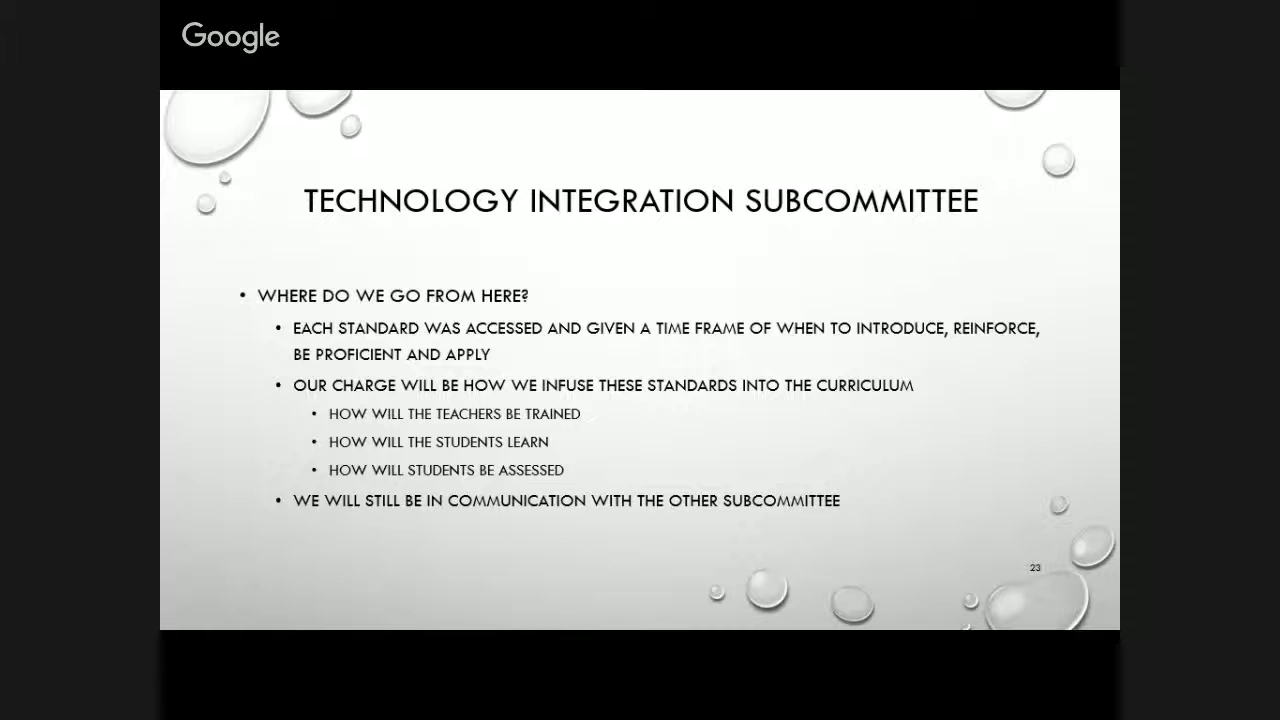 Google
TECHNOLOGY INTEGRATION SUBCOMMITTEE
• WHERE DO WE GO FROM HERE?
• EACH STANDARD WAS ACCESSED AND GIVEN A TIME FRAME OF WHEN TO INTRODUCE, REINFORCE,
BE PROFICIENT AND APPLY
• OUR CHARGE WILL BE HOW WE INFUSE THESE STANDARDS INTO THE CURRICULUM
• HOW WILL THE TEACHERS BE TRAINED
• HOW WILL THE STUDENTS LEARN
• HOW WILL STUDENTS BE ASSESSED
• WE WILL STILL BE IN COMMUNICATION WITH THE OTHER SUBCOMMITTEE
23